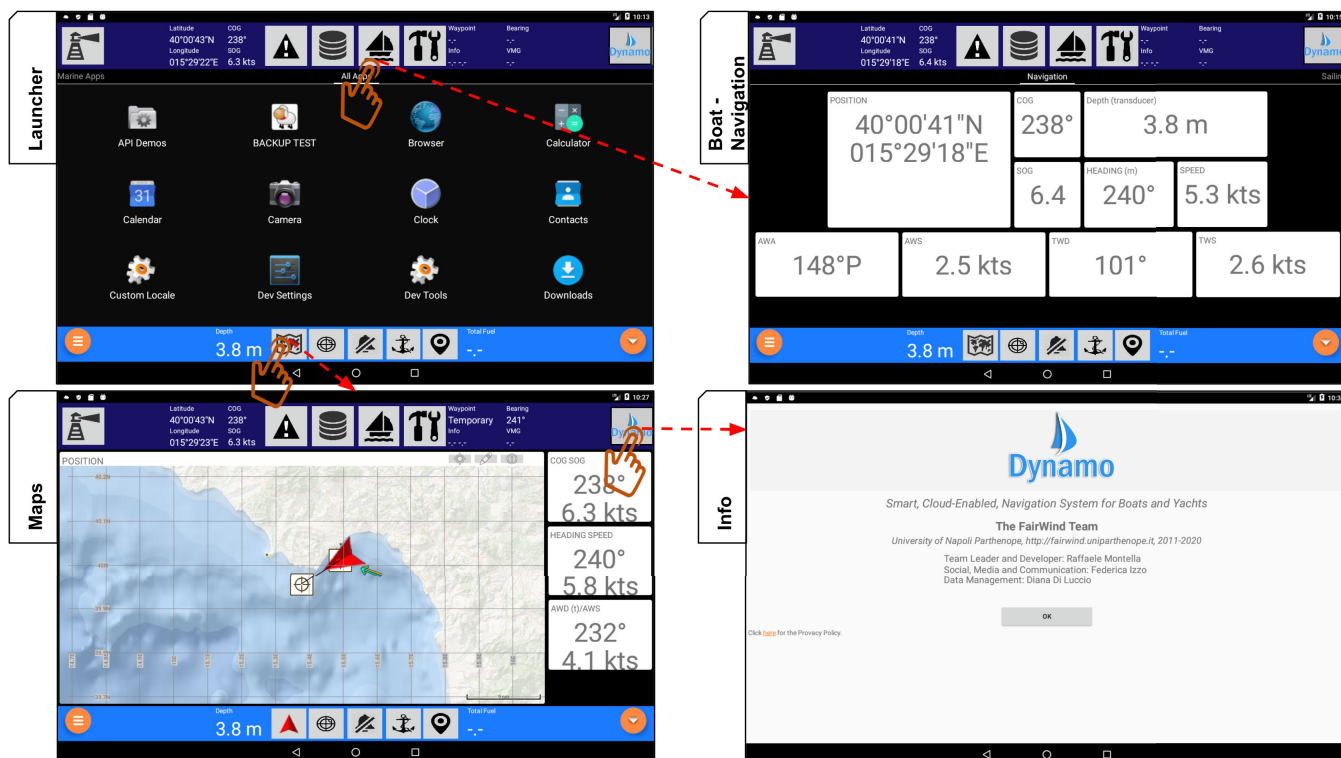 Launcher
10:13
Latitude
40°00'43"N
Longitude
015°29'22"E
COG
238°
SOG
6.3 kts
Waypoint
-.-
Info
-.- -.-
Bearing
-.-
VMG
-.-
Dynamo
Marine Apps
All Apps
API Demos
BACKUP TEST
Browser
Calculator
31
Calendar
Camera
Clock
Contacts
Custom Locale
Dev Settings
Dev Tools
Downloads
Depth
3.8 m
Total Fuel
-.-
Boat -
Navigation
Latitude
40°00'41"N
Longitude
015°29'18"E
COG
238°
SOG
6.4 kts
Waypoint
-.-
Info
-.- -.-
Bearing
-.-
VMG
-.-
Dynamo
Navigation
POSITION
40°00'41"N
015°29'18"E
COG
238°
Depth (transducer)
3.8 m
SOG
6.4
HEADING (m)
240°
SPEED
5.3 kts
AWA
148°P
AWS
2.5 kts
TWD
101°
TWS
2.6 kts
Depth
3.8 m
Total Fuel
-.-
Maps
10:27
Latitude
40°00'43"N
Longitude
015°29'23"E
COG
238°
SOG
6.3 kts
Waypoint
Temporary
Info
-.- -.-
Bearing
241°
VMG
-.-
Dynamo
POSITION
COG SOG
238°
6.3 kts
HEADING SPEED
240°
5.8 kts
AWD (t)/AWS
232°
4.1 kts
Depth
3.8 m
Total Fuel
-.-
Info
Dynamo
Smart, Cloud-Enabled, Navigation System for Boats and Yachts
The FairWind Team
University of Napoli Parthenope, http://fairwind.uniparthenope.it, 2011-2020
Team Leader and Developer: Raffaele Montella
Social, Media and Communication: Federica Izzo
Data Management: Diana Di Luccio
OK
Click here for the Provacy Policy.